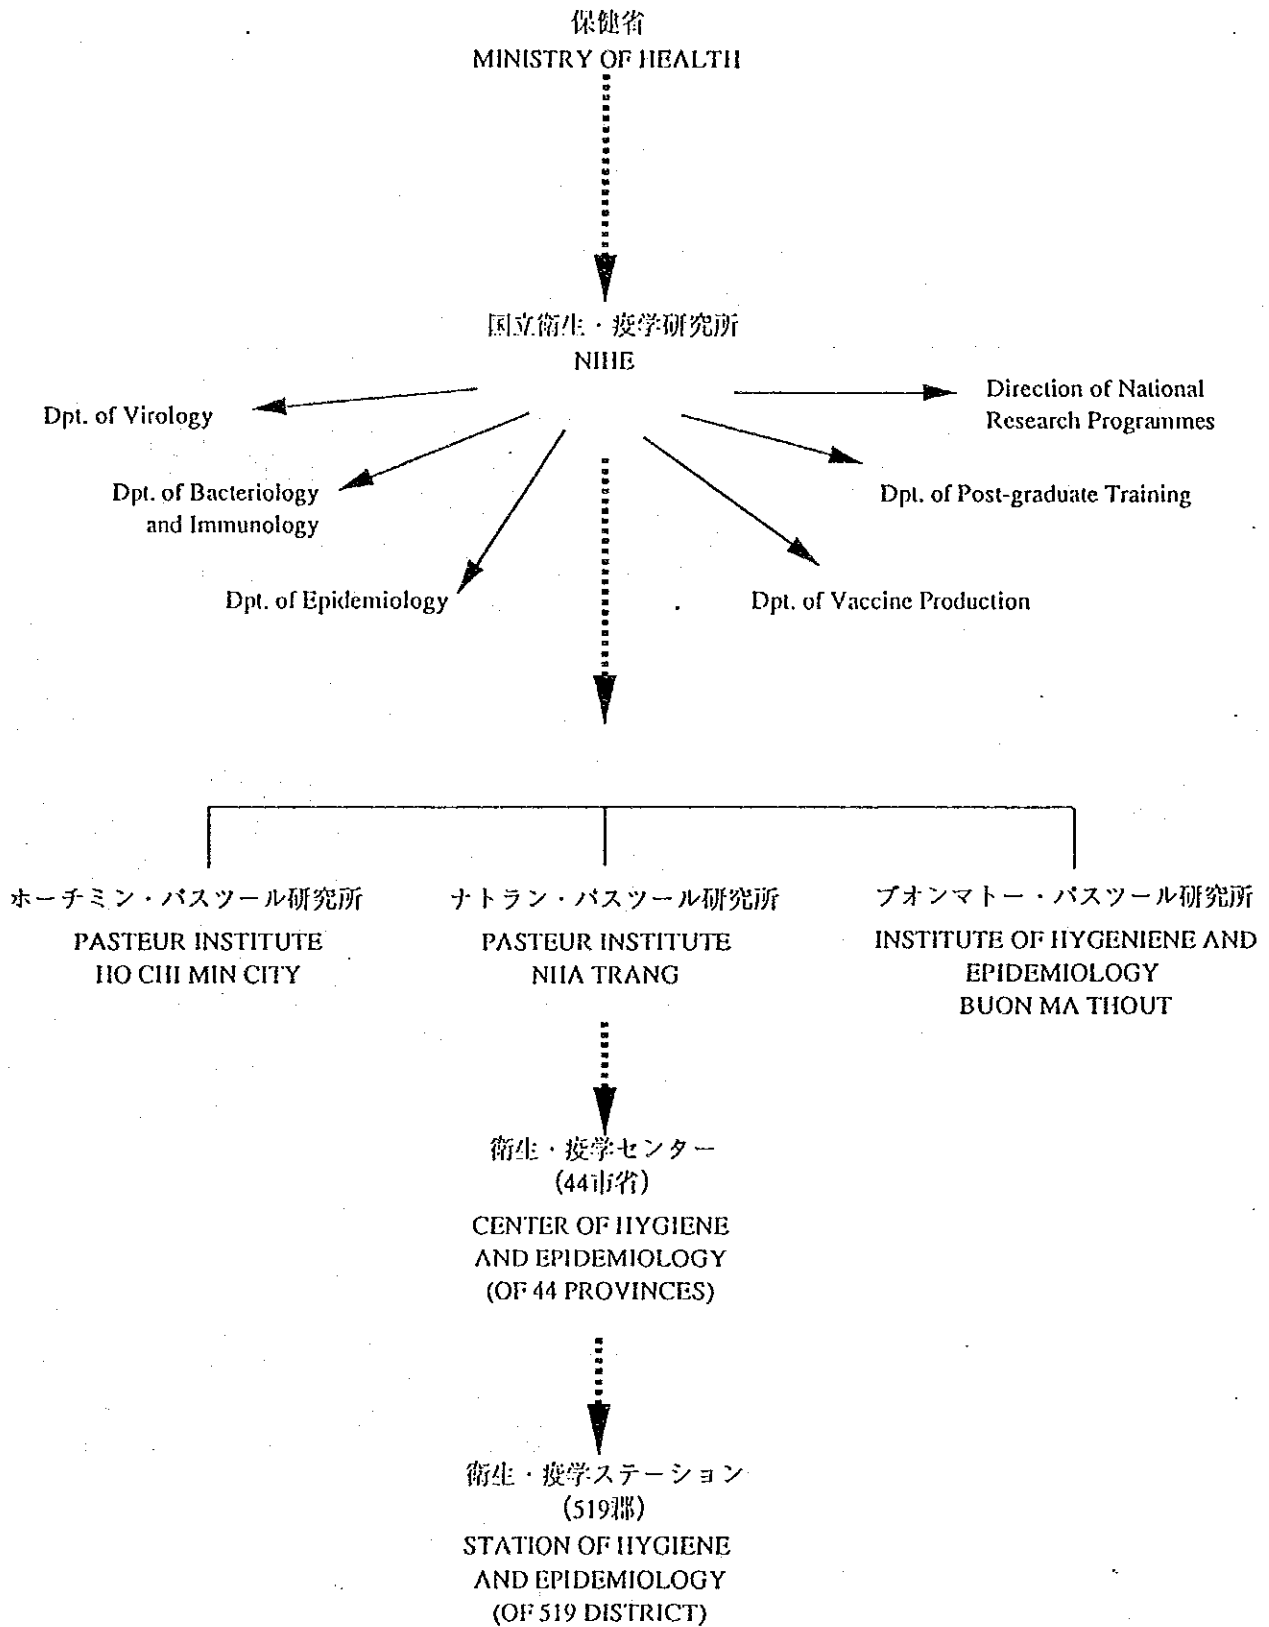 保健省
MINISTRY OF HEALTH
国立衛生・疫学研究所
NIHE
Dpt. of Virology
Direction of National
Research Programmes
Dpt. of Bacteriology
and Immunology
Dpt. of Post-graduate Training
Dpt. of Epidemiology
Dpt. of Vaccine Production
ホーチミン・パスツール研究所
PASTEUR INSTITUTE
HO CHI MIN CITY
ナトラン・パスツール研究所
PASTEUR INSTITUTE
NHA TRANG
ブオンマトー・パスツール研究所
INSTITUTE OF HYGENIENE AND
EPIDEMIOLOGY
BUON MA THOUT
衛生・疫学センター
(44市省)
CENTER OF HYGIENE
AND EPIDEMIOLOGY
(OF 44 PROVINCES)
衛生・疫学ステーション
(519郡)
STATION OF HYGIENE
AND EPIDEMIOLOGY
(OF 519 DISTRICT)